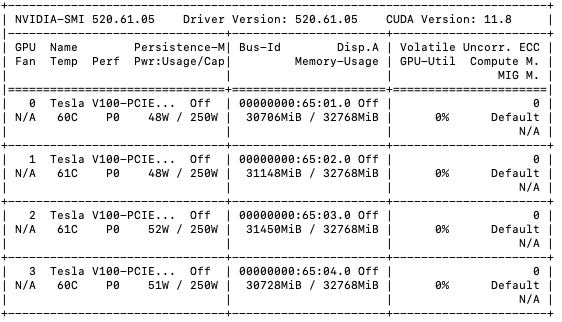 NVIDIA-SMI 520.61.05 Driver Version: 520.61.05 CUDA Version: 11.8
GPU Name Persistence-M| Bus-Id Disp.A | Volatile Uncorr. ECC
Fan Temp Perf Pwr:Usage/Cap| Memory-Usage | GPU-Util Compute M.
MIG M.
0 Tesla V100-PCIE... Off | 00000000:65:01.0 Off | 0
N/A 60C P0 48W / 250W | 30706MiB / 32768MiB | 0% Default
N/A
1 Tesla V100-PCIE... Off | 00000000:65:02.0 Off | 0
N/A 61C P0 48W / 250W | 31148MiB / 32768MiB | 0% Default
N/A
2 Tesla V100-PCIE... Off | 00000000:65:03.0 Off | 0
N/A 61C P0 52W / 250W | 31450MiB / 32768MiB | 0% Default
N/A
3 Tesla V100-PCIE... Off | 00000000:65:04.0 Off | 0
N/A 60C P0 51W / 250W | 30728MiB / 32768MiB | 0% Default
N/A